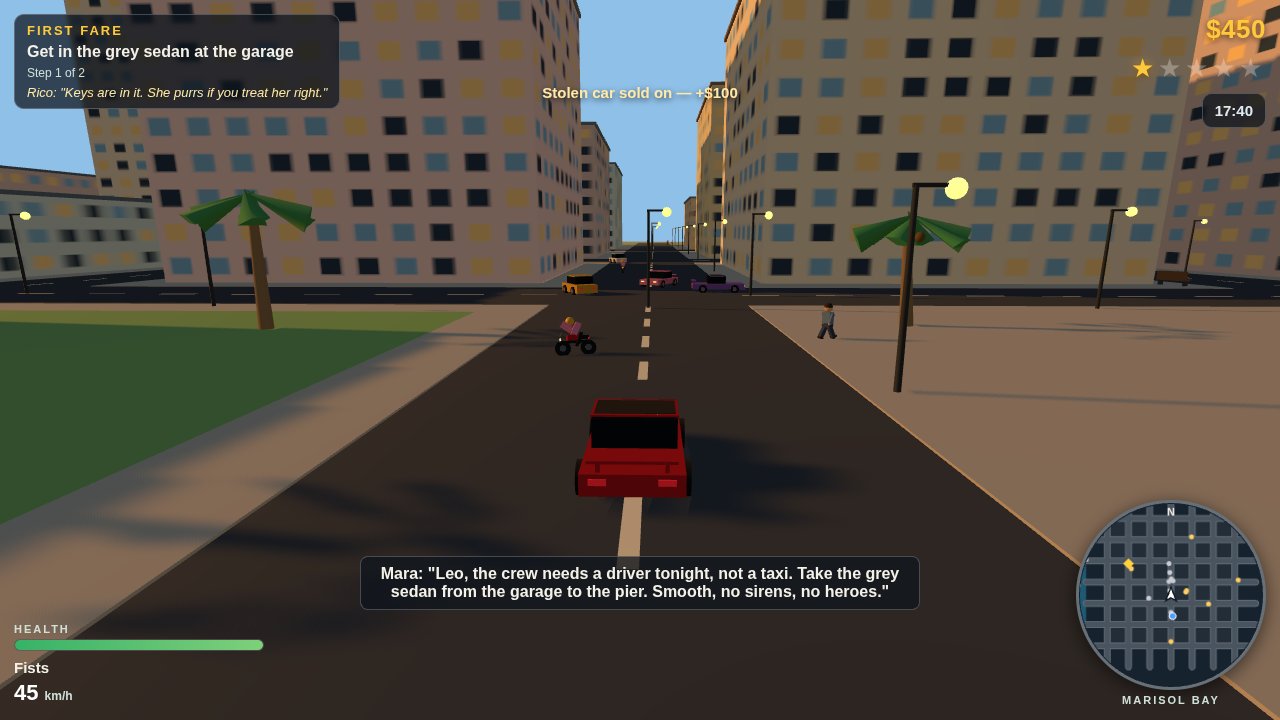 FIRST FARE
Get in the grey sedan at the garage
Step 1 of 2
Rico: "Keys are in it. She purrs if you treat her right."
Stolen car sold on — +$100
$450
17:40
Mara: "Leo, the crew needs a driver tonight, not a taxi. Take the grey
sedan from the garage to the pier. Smooth, no sirens, no heroes."
HEALTH
Fists
45 km/h
N
MARISOL BAY